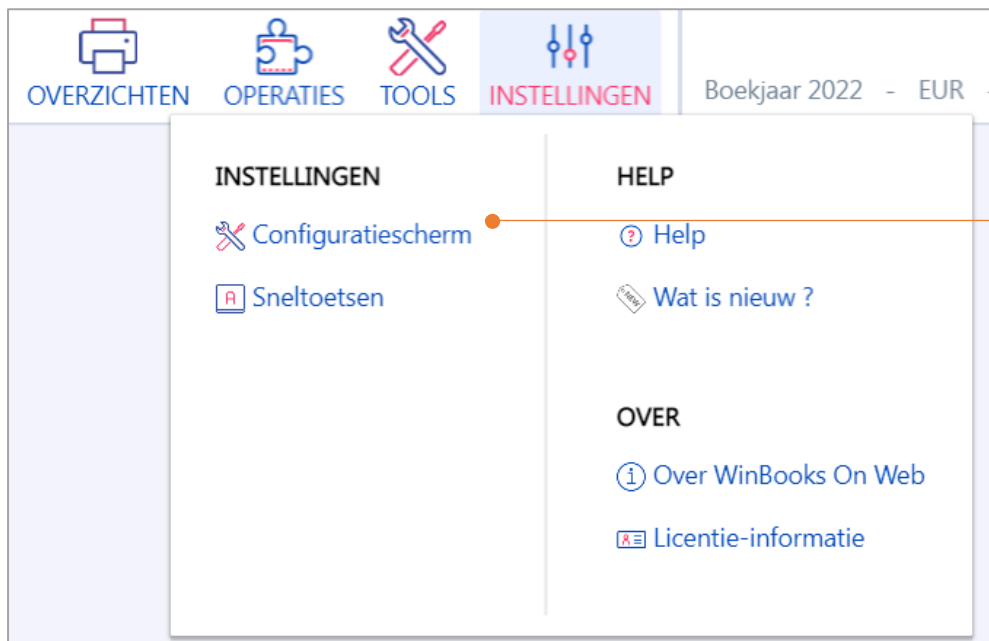 OVERZICHTEN OPERATIES TOOLS INSTELLINGEN Boekjaar 2022 - EUR -
INSTELLINGEN
Configuratiescherm
A Sneltoetsen
HELP
? Help
NEW Wat is nieuw ?
OVER
i Over WinBooks On Web
Licentie-informatie